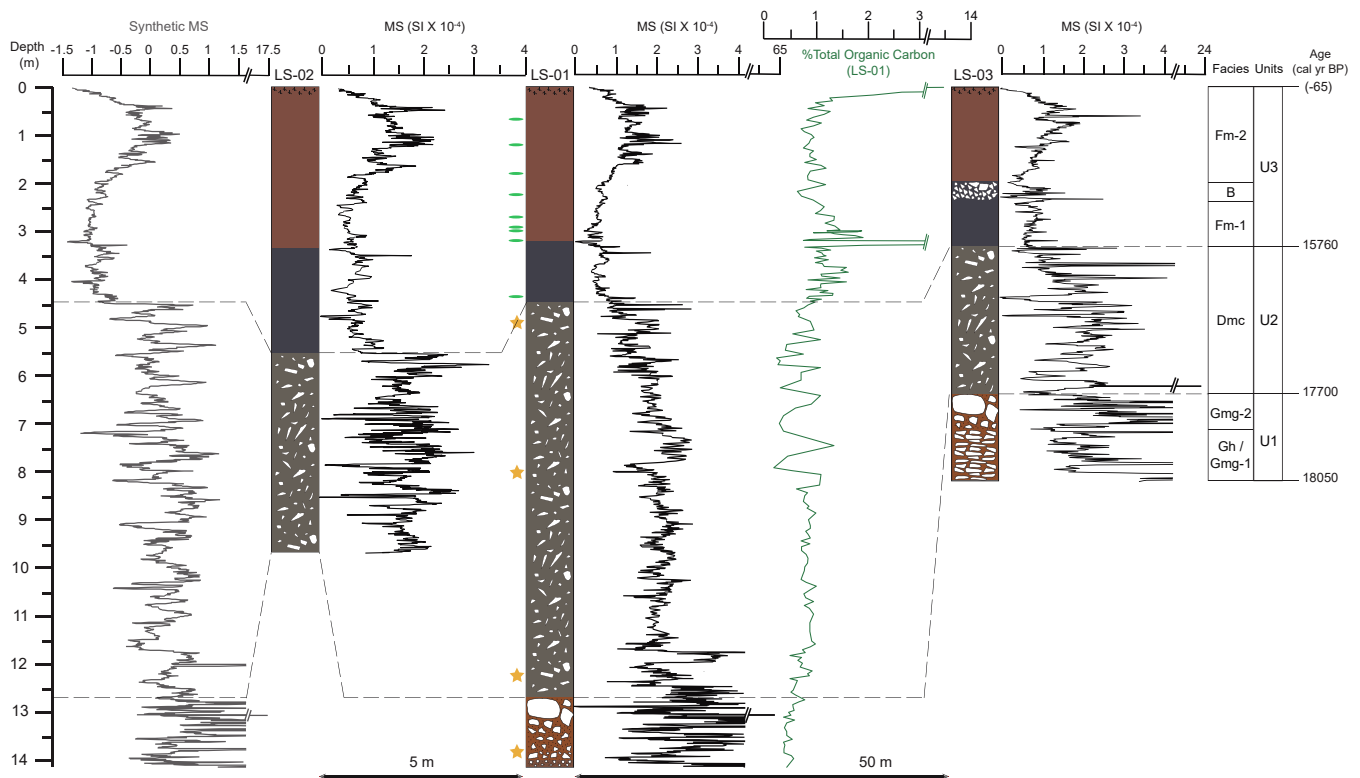 Synthetic MS
Depth
(m)
-1.5 -1 -0.5 0 0.5 1.5 17.5
LS-02
MS (SI X 10-4)
0 1 2 3 4
LS-01
MS (SI X 10-4)
0 1 2 3 4 65
0 1 2 3 14
%Total Organic Carbon
(LS-01)
LS-03
MS (SI X 10-4)
0 1 2 3 4 24
Facies Units
Age
(cal yr BP)
(-65)
0
1
2
3
4
5
6
7
8
9
10
11
12
13
14
Fm-2
B
Fm-1
U3
15760
Dmc
U2
17700
Gmg-2
Gh /
Gmg-1
U1
18050
5 m
50 m